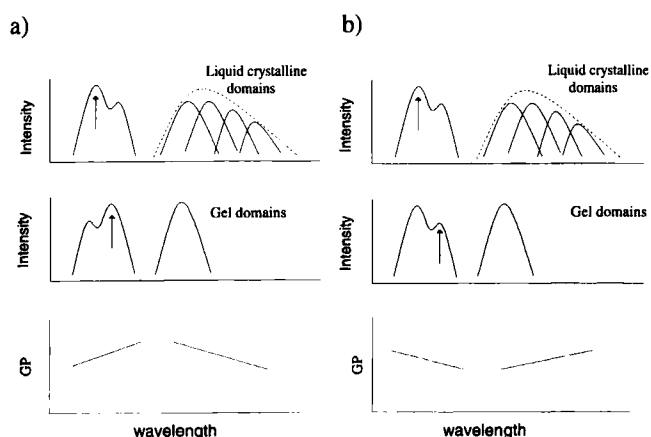 a)
Liquid crystalline
domains
Intensity
Gel domains
Intensity
GP
wavelength
b)
Liquid crystalline
domains
Intensity
Gel domains
Intensity
GP
wavelength